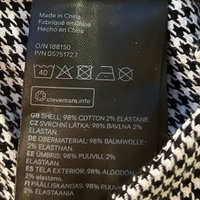 Made in China
Fabriqué en Chine
Hecho en China
O/N 188150
P/N 05751727
40
clevercare.info
GB SHELL: 98% COTTON 2% ELASTANE.
CZ SVRCHNÍ LÁTKA: 98% BAVLNA 2%
ELASTAN.
DE OBERMATERIAL: 98% BAUMWOLLE
2% ELASTHAN.
EE ÜLEMINE: 98% PUUVILL 2%
ELASTAAN.
ES TELA EXTERIOR: 98% ALGODÓN
2% ELASTANO.
FI PÄÄLLISKANGAS: 98% PUUVILLA
2% ELASTAANIA